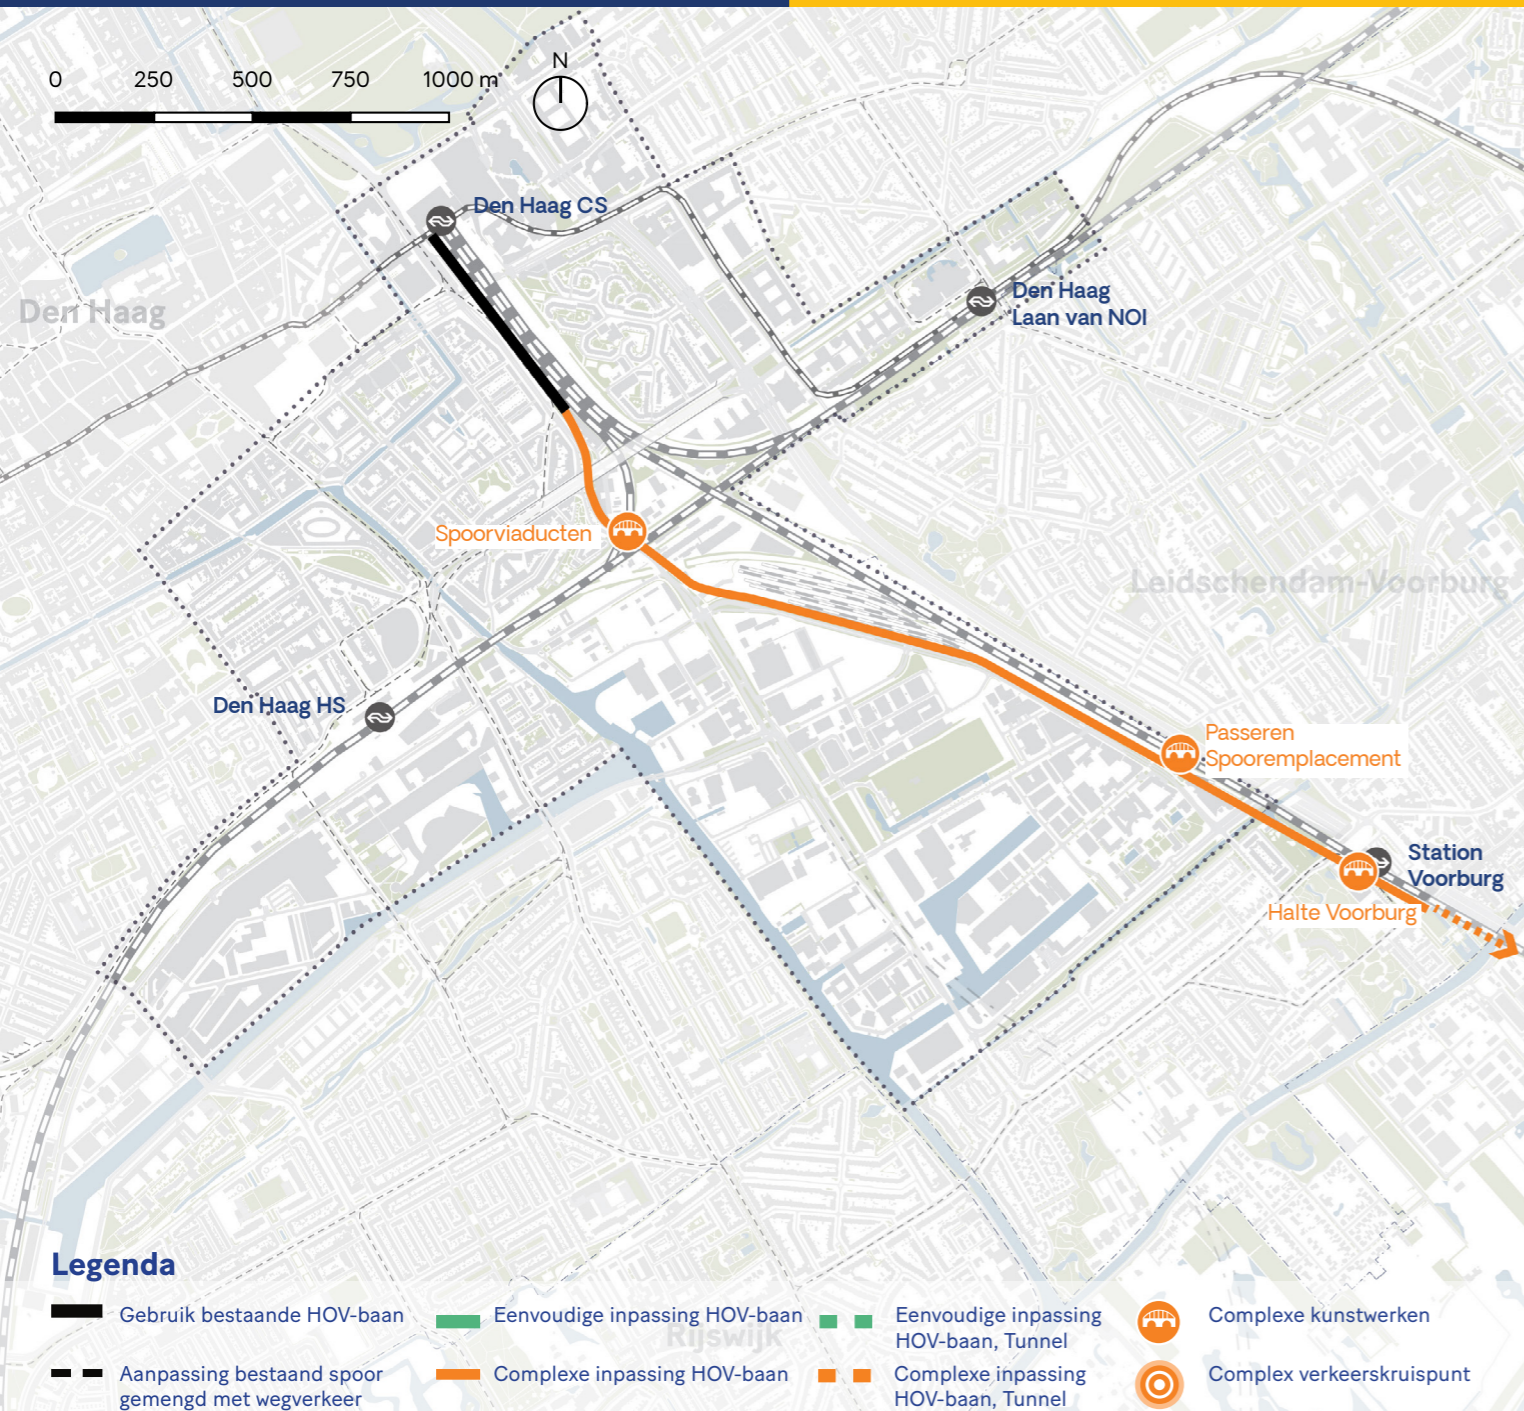 0 250 500 750 1000 m
N
Den Haag CS
Den Haag
Den Haag
Laan van NOI
Spoorviaducten
Leidschendam-Voorburg
Den Haag HS
Passeren
Spooremplacement
Station
Voorburg
Halte Voorburg
Legenda
Gebruik bestaande HOV-baan
Eenvoudige inpassing HOV-baan
Eenvoudige inpassing
HOV-baan, Tunnel
Complexe kunstwerken
Rijswijk
Aanpassing bestaand spoor
gemengd met wegverkeer
Complexe inpassing HOV-baan
Complexe inpassing
HOV-baan, Tunnel
Complex verkeerskruispunt